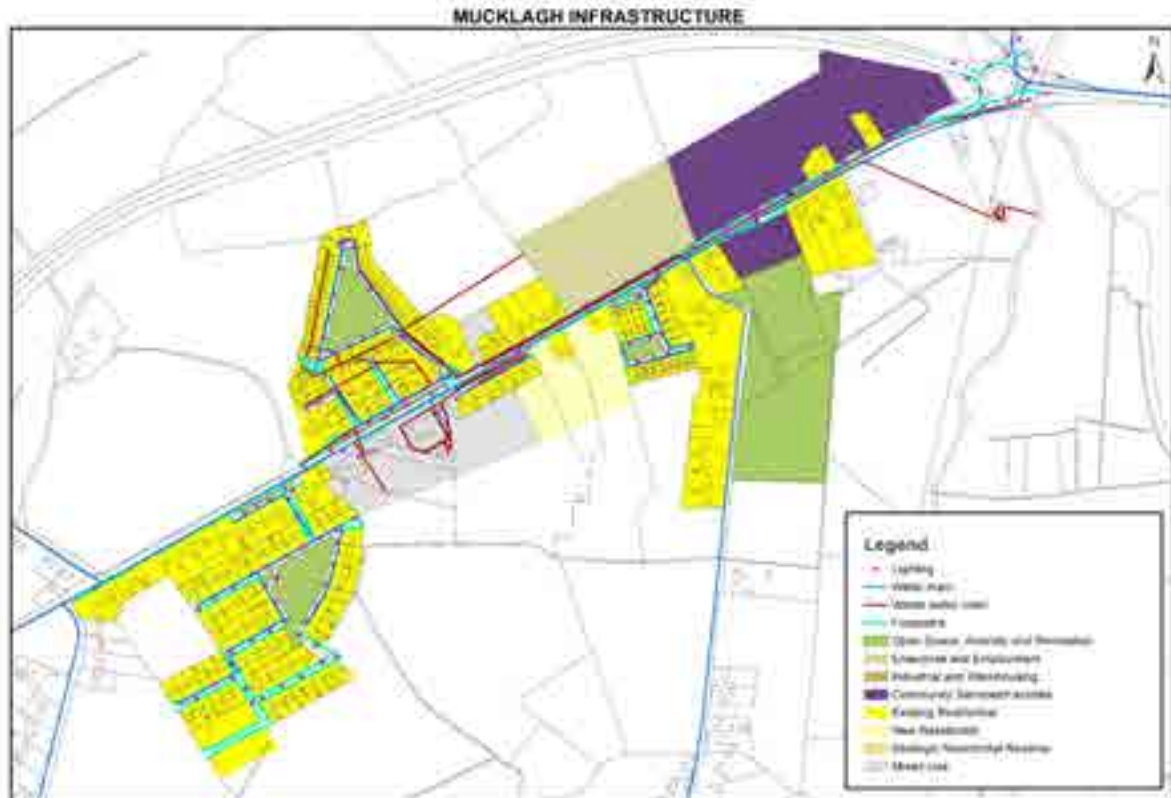 MUCKLAGH INFRASTRUCTURE
N
Legend
Lighting
Water main
Waste water main
Footpaths
Open Space, Amenity and Recreation
Enterprise and Employment
Industrial and Warehousing
Community Services/Facilities
Existing Residential
New Residential
Strategic Residential Reserve
Mixed Use